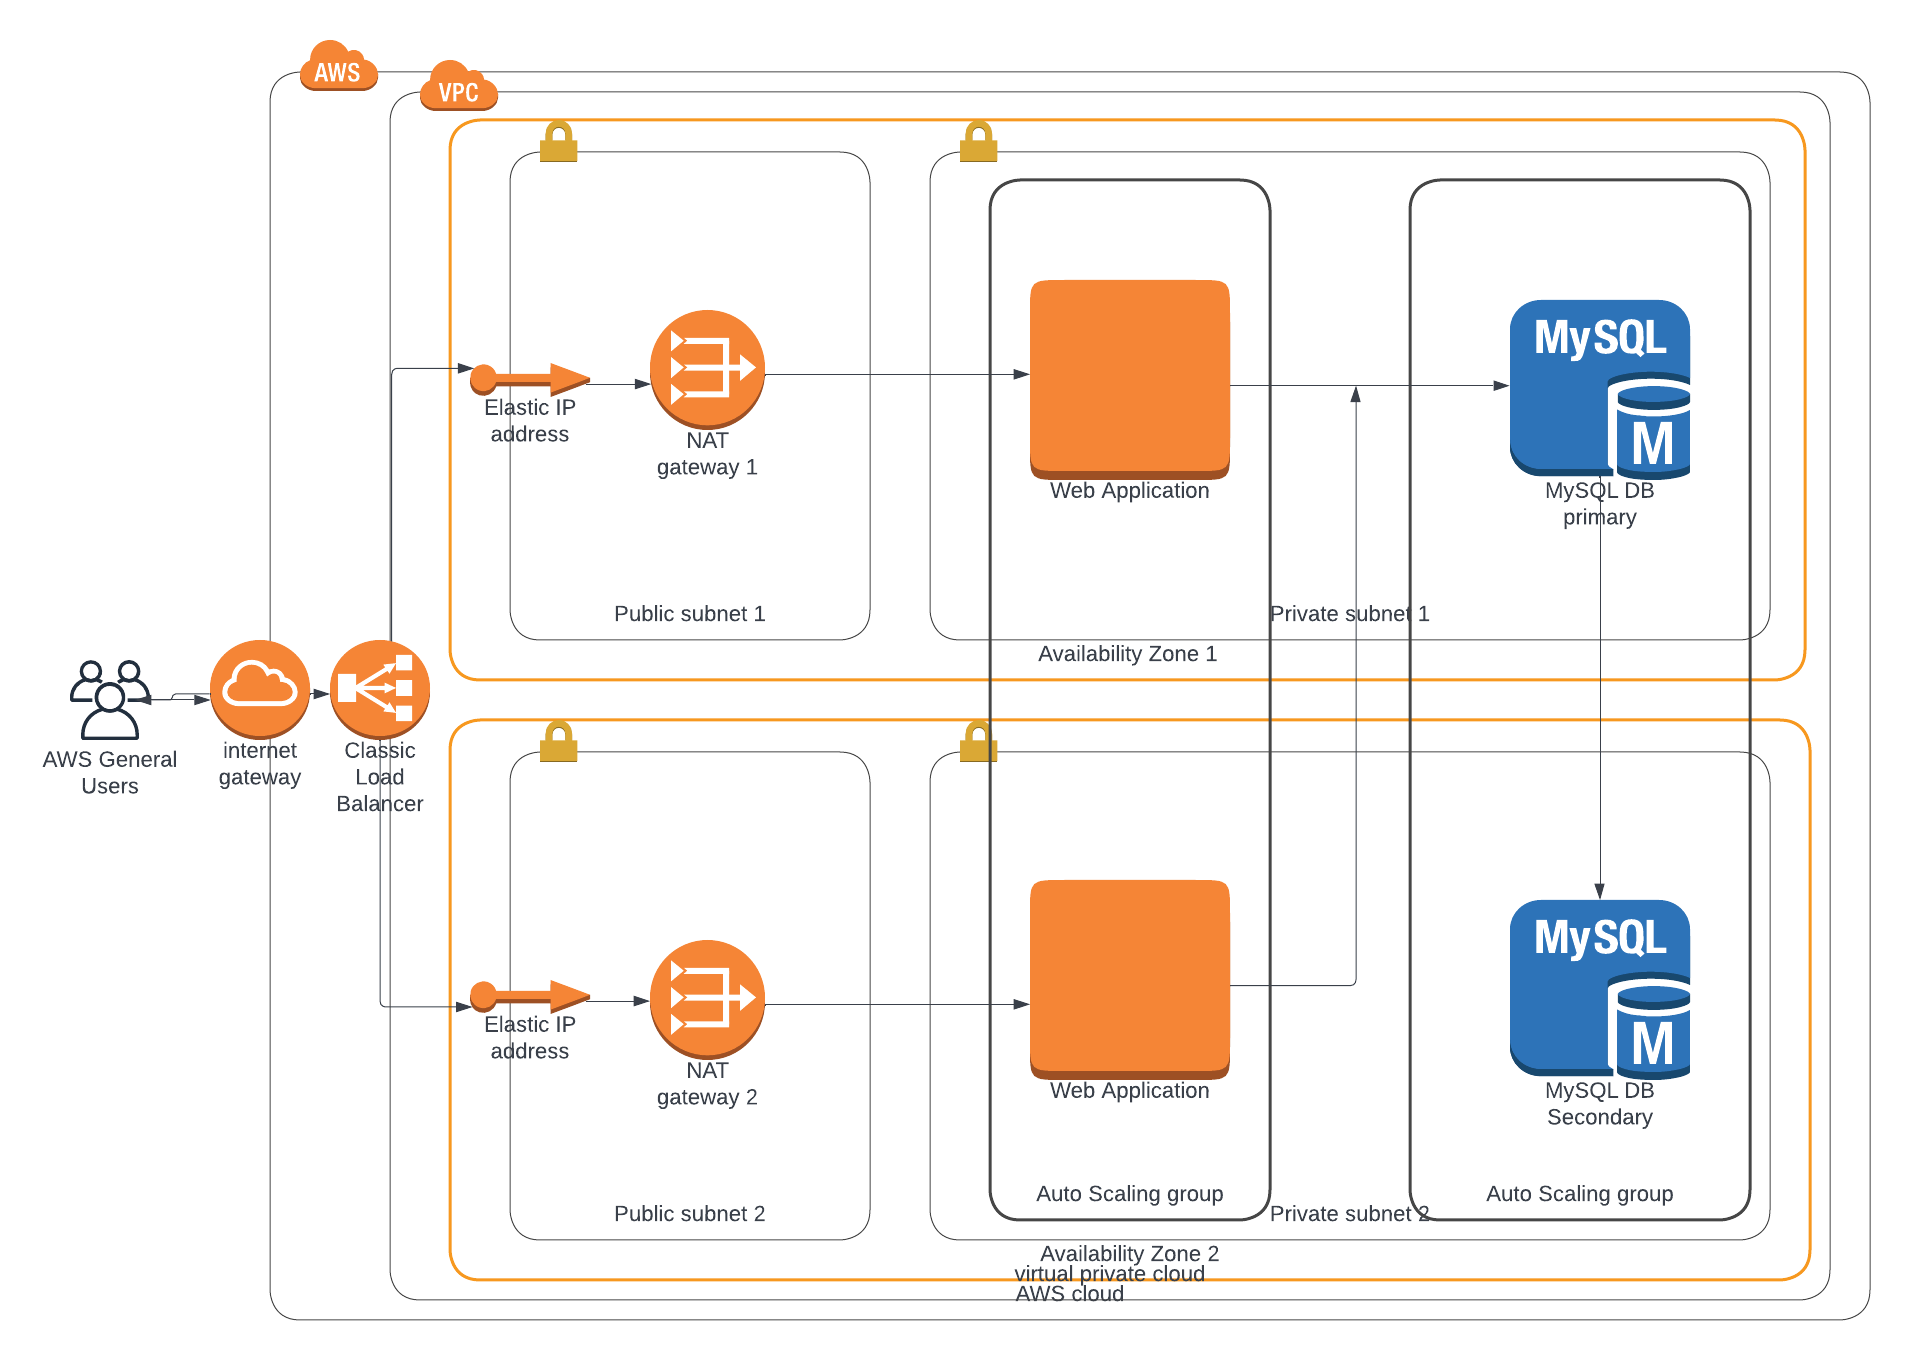 AWS
VPC
MySQL
M
Elastic IP
address
NAT
gateway 1
Web Application
MySQL DB
primary
Public subnet 1
Private subnet 1
Availability Zone 1
AWS General
Users
internet
gateway
Classic
Load
Balancer
MySQL
M
Elastic IP
address
NAT
gateway 2
Web Application
MySQL DB
Secondary
Auto Scaling group
Auto Scaling group
Public subnet 2
Private subnet 2
Availability Zone 2
virtual private cloud
AWS cloud